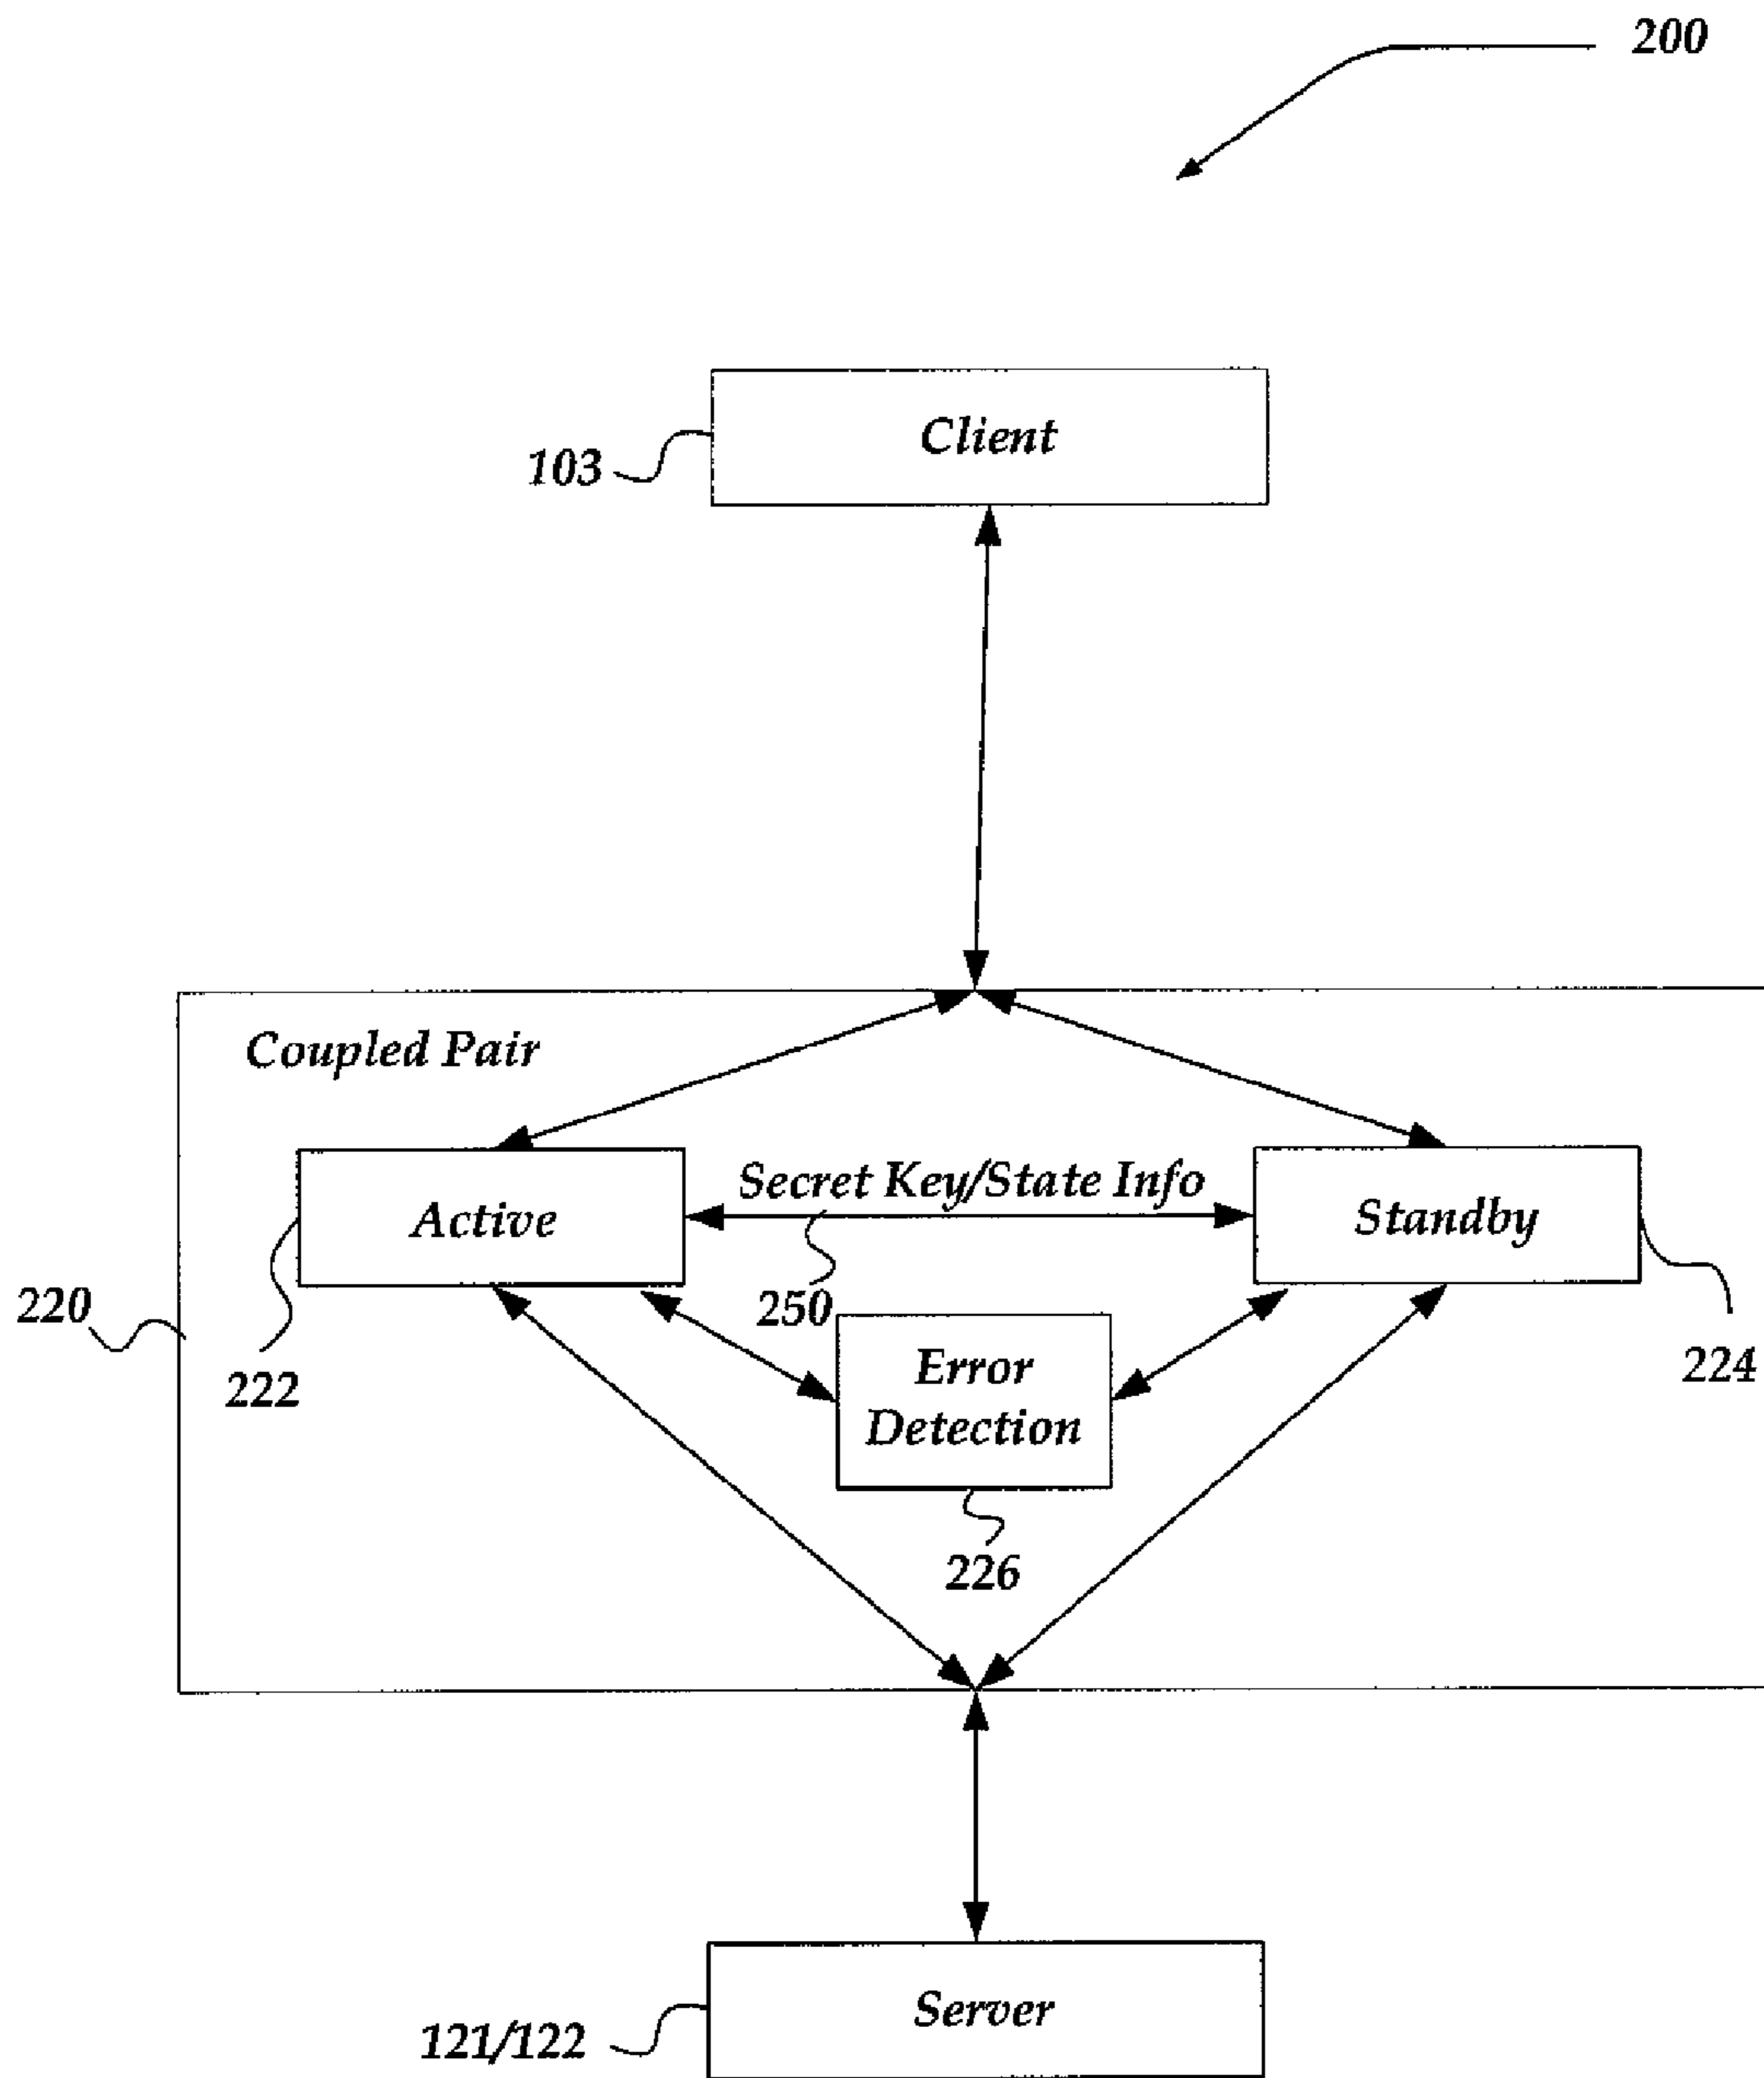 200
Client
103
Coupled Pair
Secret Key/State Info
Active
Standby
250
220
222
Error
Detection
224
226
Server
121/122